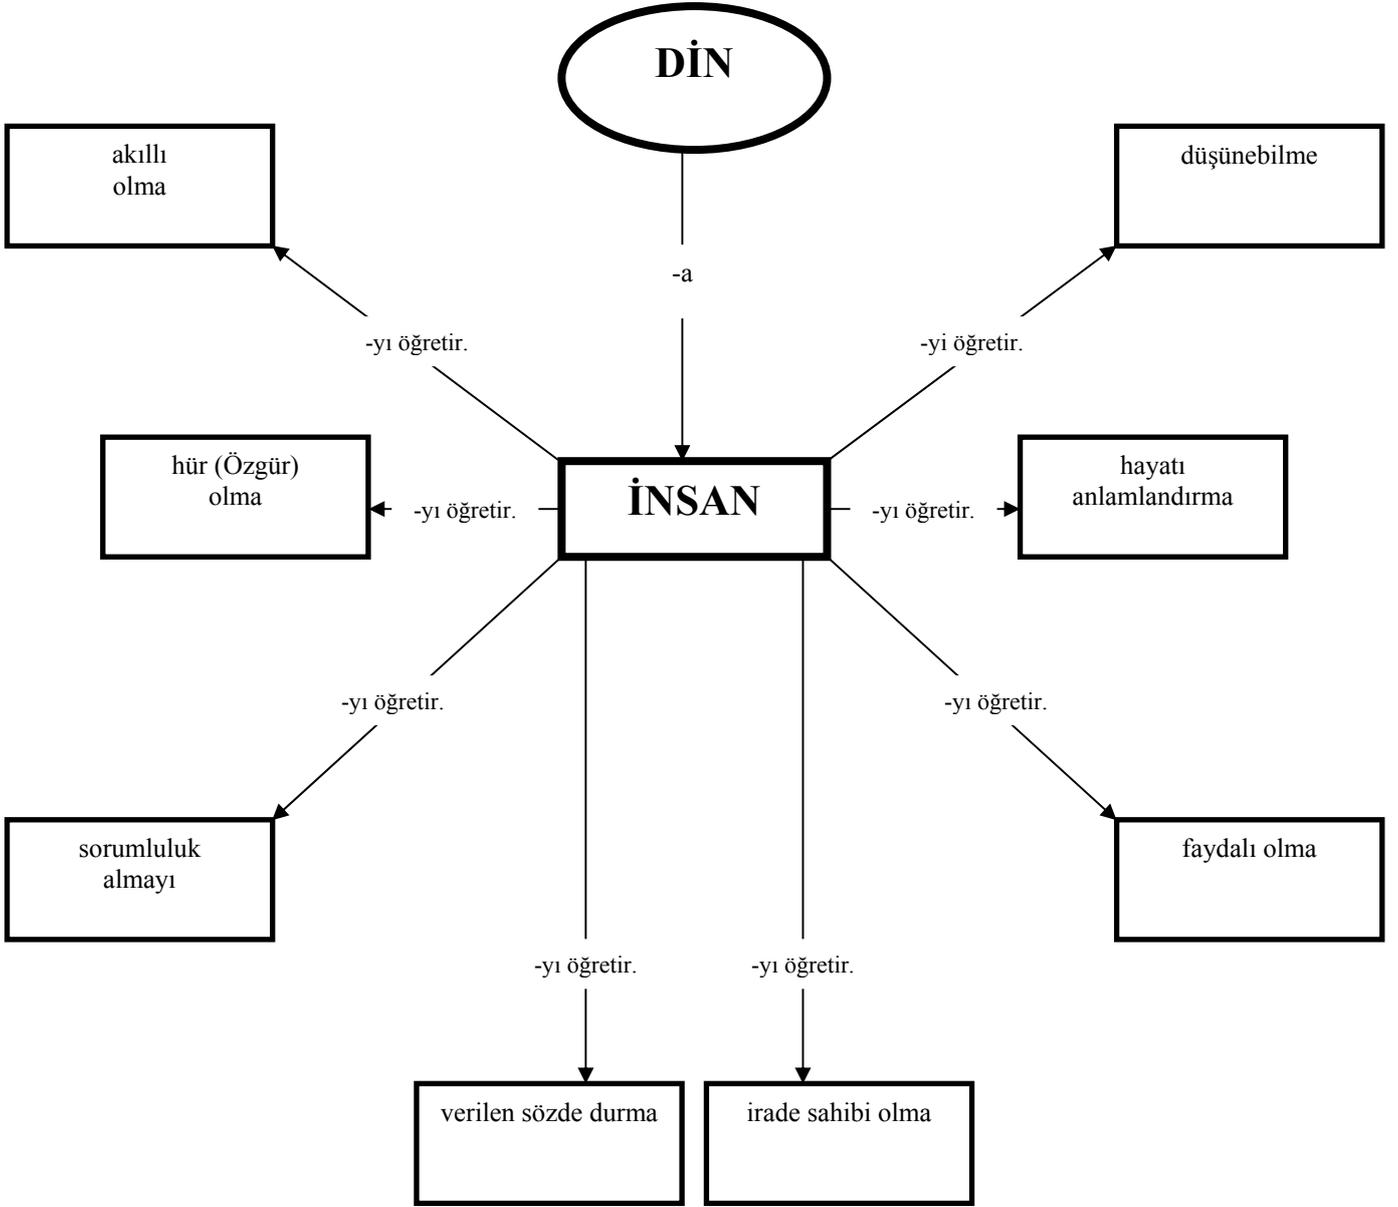 DİN
akıllı
olma
düşünebilme
-a
-yı öğretir.
-yi öğretir.
hür (Özgür)
olma
-yı öğretir.
İNSAN
-yı öğretir.
hayatı
anlamlandırma
-yı öğretir.
-yı öğretir.
sorumluluk
almayı
faydalı olma
-yı öğretir.
-yı öğretir.
verilen sözde durma
irade sahibi olma